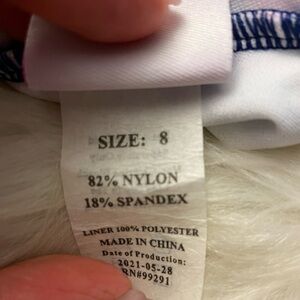 SIZE: 8
82% NYLON
18% SPANDEX
LINER 100% POLYESTER
MADE IN CHINA
Date of Production:
2021-05-28
RN#99291